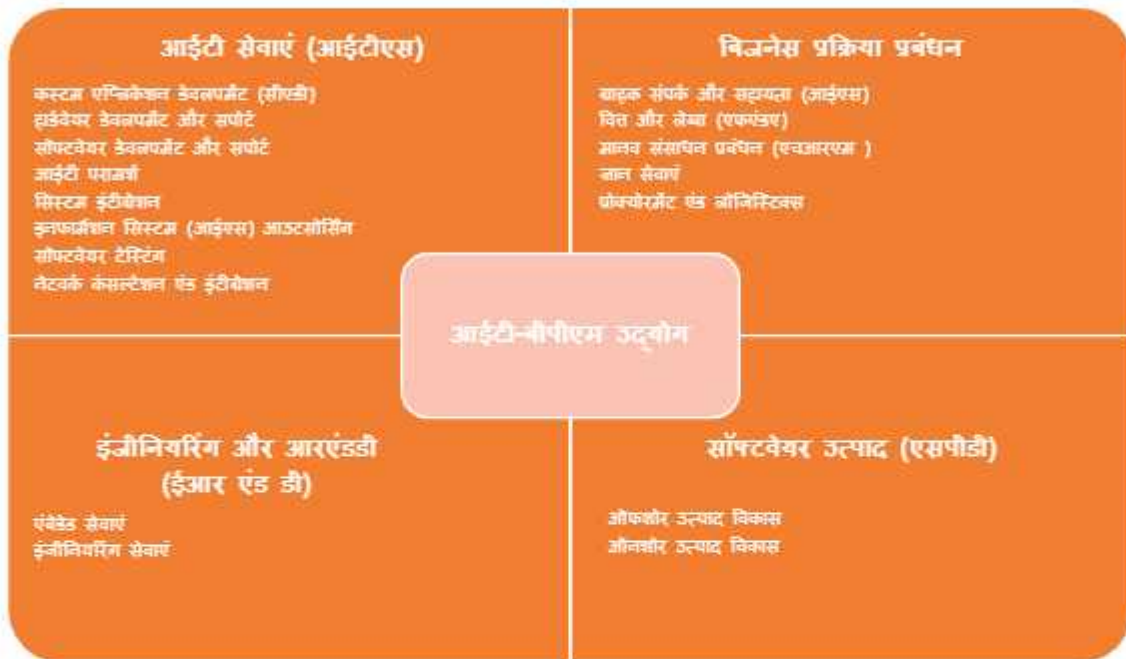 आईटी सेवाएं (आईटीएस)
कस्टम एप्लिकेशन डेवलपमेंट (सीएडी)
हार्डवेयर डेवलपमेंट और सपोर्ट
सॉफ्टवेयर डेवलपमेंट और सपोर्ट
आईटी परामर्श
सिस्टम इंटीग्रेशन
इनफार्मेशन सिस्टम (आईएस) आउटसोर्सिंग
सॉफ्टवेयर टेस्टिंग
नेटवर्क कंसल्टेशन एंड इंटीग्रेशन
बिजनेस प्रक्रिया प्रबंधन
ग्राहक संपर्क और सहायता (आईएस)
वित्त और लेखा (एफएंडए)
मानव संसाधन प्रबंधन (एचआरएम )
ज्ञान सेवाएं
प्रोक्योरमेंट एंड लॉजिस्टिक्स
आईटी-बीपीएम उद्योग
इंजीनियरिंग और आरएंडडी
(ईआर एंड डी)
एंबेडेड सेवाएं
इंजीनियरिंग सेवाएं
सॉफ्टवेयर उत्पाद (एसपीडी)
ऑफशोर उत्पाद विकास
ऑनशोर उत्पाद विकास